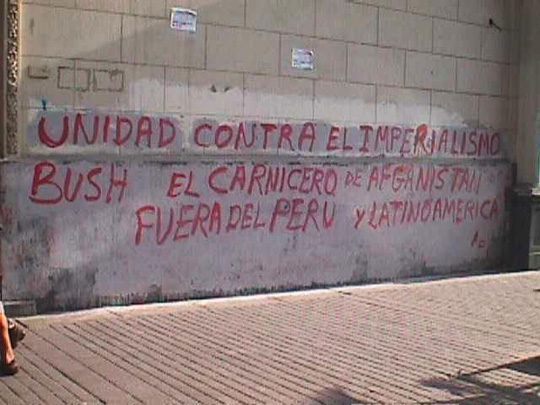 UNIDAD CONTRA EL IMPERIALISMO
BUSH EL CARNICERO DE AFGANISTAN
FUERA DEL PERU Y LATINOAMERICA